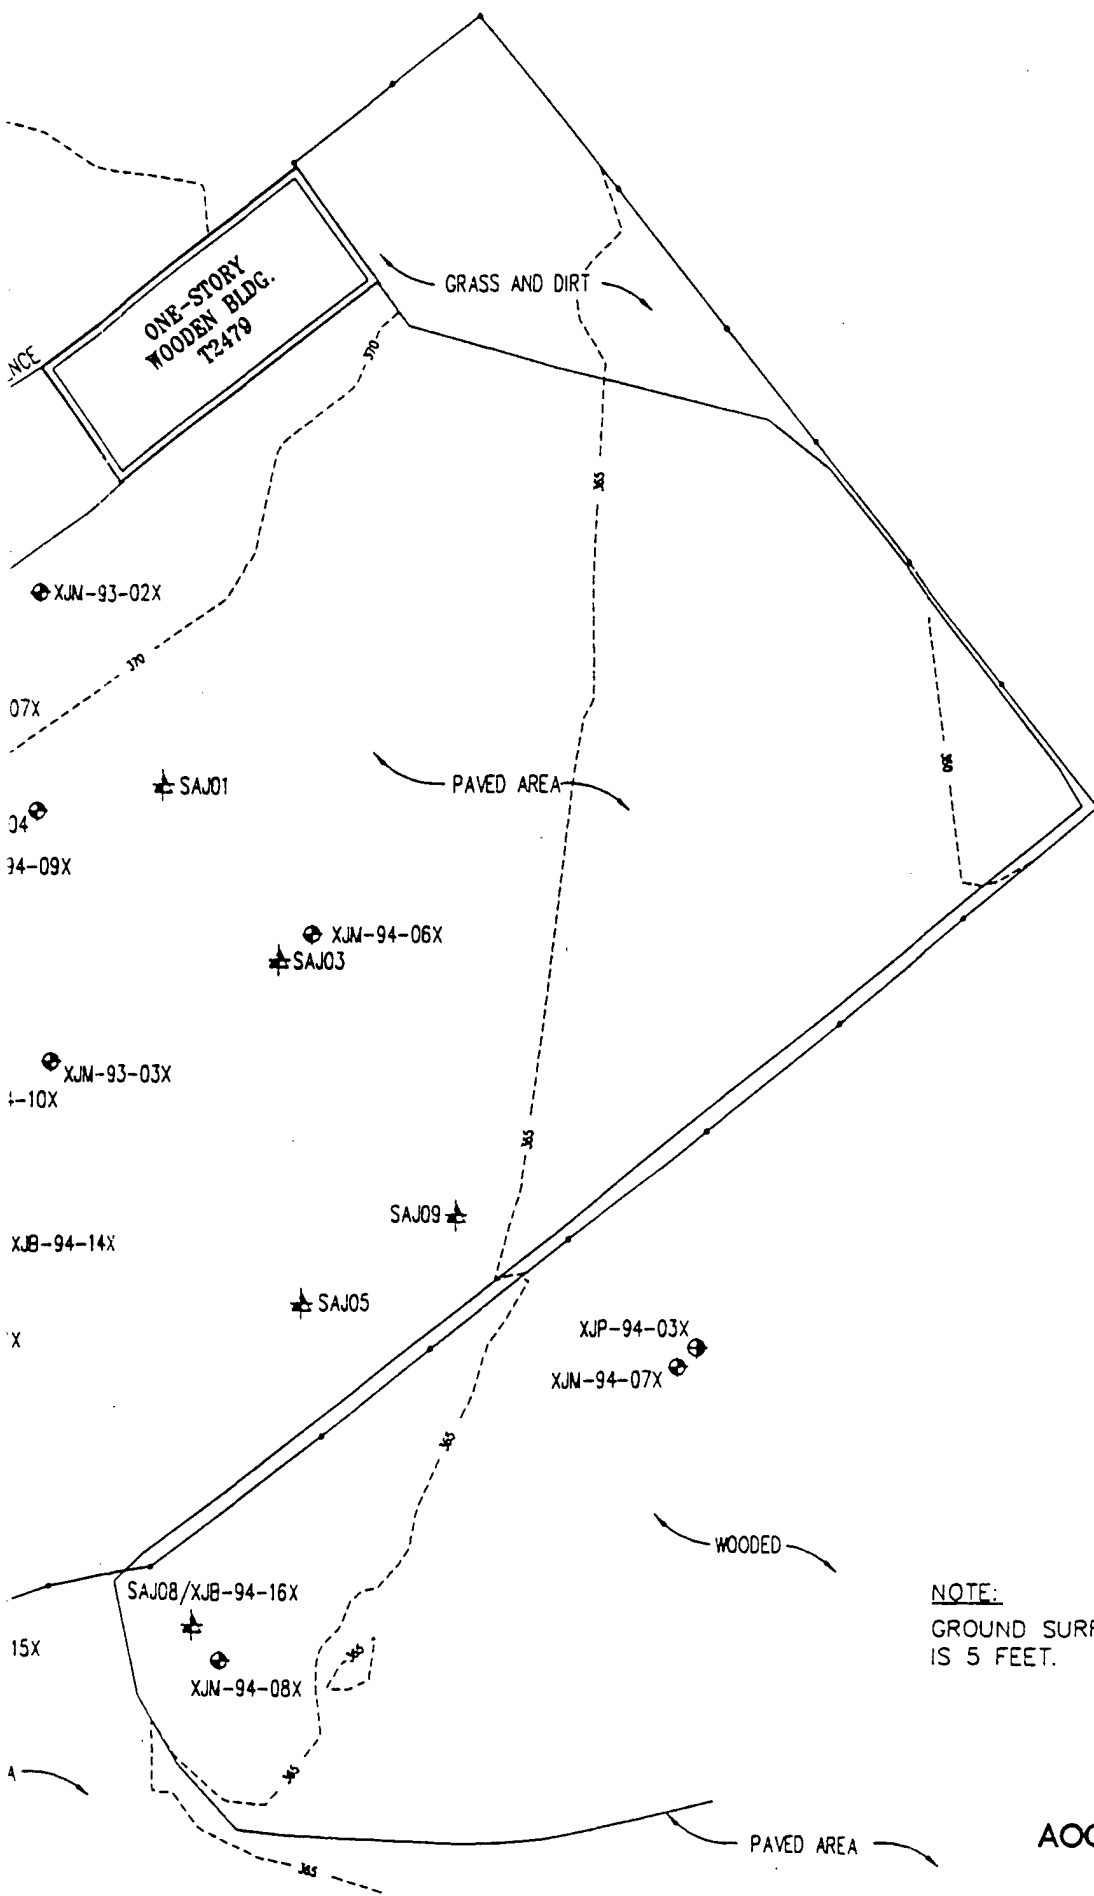 ONE-STORY
WOODEN BLDG.
T2479
GRASS AND DIRT
370
365
XJM-93-02X
370
07X
SAJ01
PAVED AREA
360
04
94-09X
XJM-94-06X
SAJ03
XJM-93-03X
-10X
365
SAJ09
XJB-94-14X
SAJ05
X
XJP-94-03X
XJM-94-07X
365
WOODED
SAJ08/XJB-94-16X
NOTE:
GROUND SURF
IS 5 FEET.
15X
365
XJM-94-08X
A
365
PAVED AREA
365